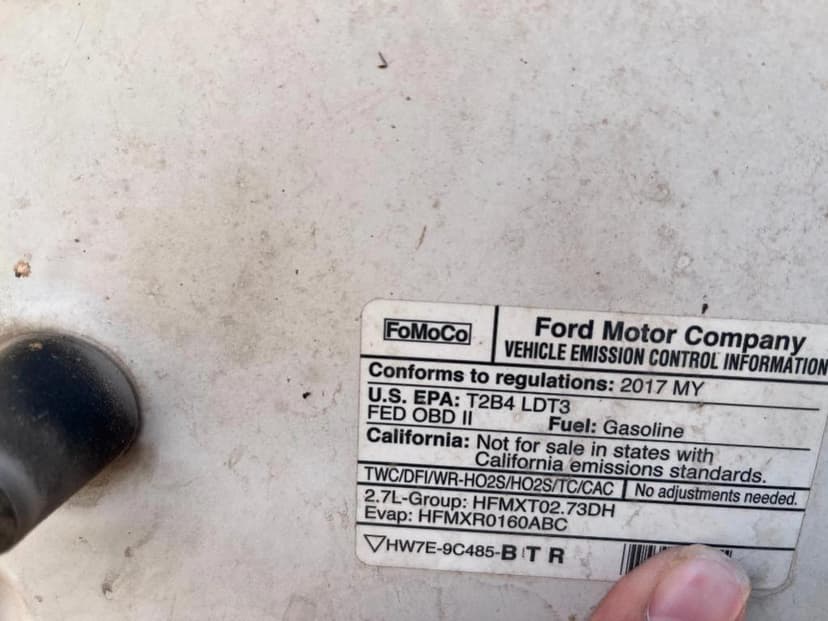 FoMoCo
Ford Motor Company
VEHICLE EMISSION CONTROL INFORMATION
Conforms to regulations: 2017 MY
U.S. EPA: T2B4 LDT3
FED OBD II Fuel: Gasoline
California: Not for sale in states with
California emissions standards.
TWC/DFI/WR-HO2S/HO2S/TC/CAC No adjustments needed.
2.7L-Group: HFMXT02.73DH
Evap: HFMXR0160ABC
▽HW7E-9C485-B T R